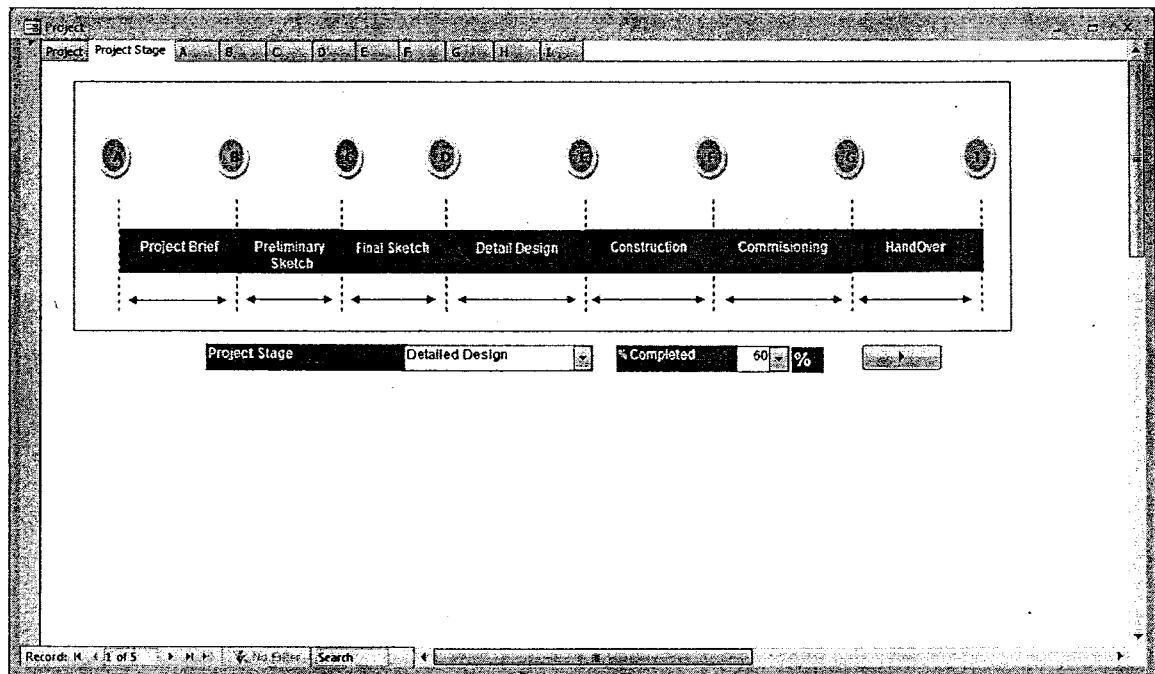 Project
Project Project Stage A B C D E F G H I
A B C D E F G I
Project Brief Preliminary Sketch Final Sketch Detail Design Construction Commisioning HandOver
Project Stage Detailed Design % Completed 60 %
Record: 1 of 5 No Filter Search